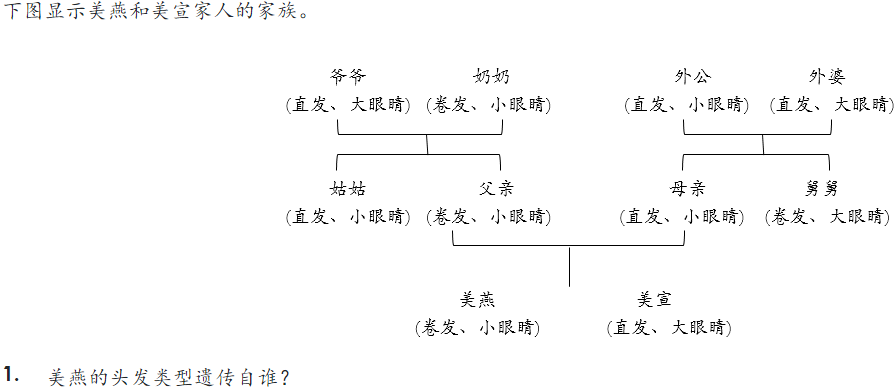 下图显示美燕和美宣家人的家族。
爷爷 奶奶 外公 外婆
(直发、大眼睛) (卷发、小眼睛) (直发、小眼睛) (直发、大眼睛)
姑姑 父亲 母亲 舅舅
(直发、小眼睛) (卷发、小眼睛) (直发、小眼睛) (卷发、大眼睛)
美燕 美宣
(卷发、小眼睛) (直发、大眼睛)
1. 美燕的头发类型遗传自谁?